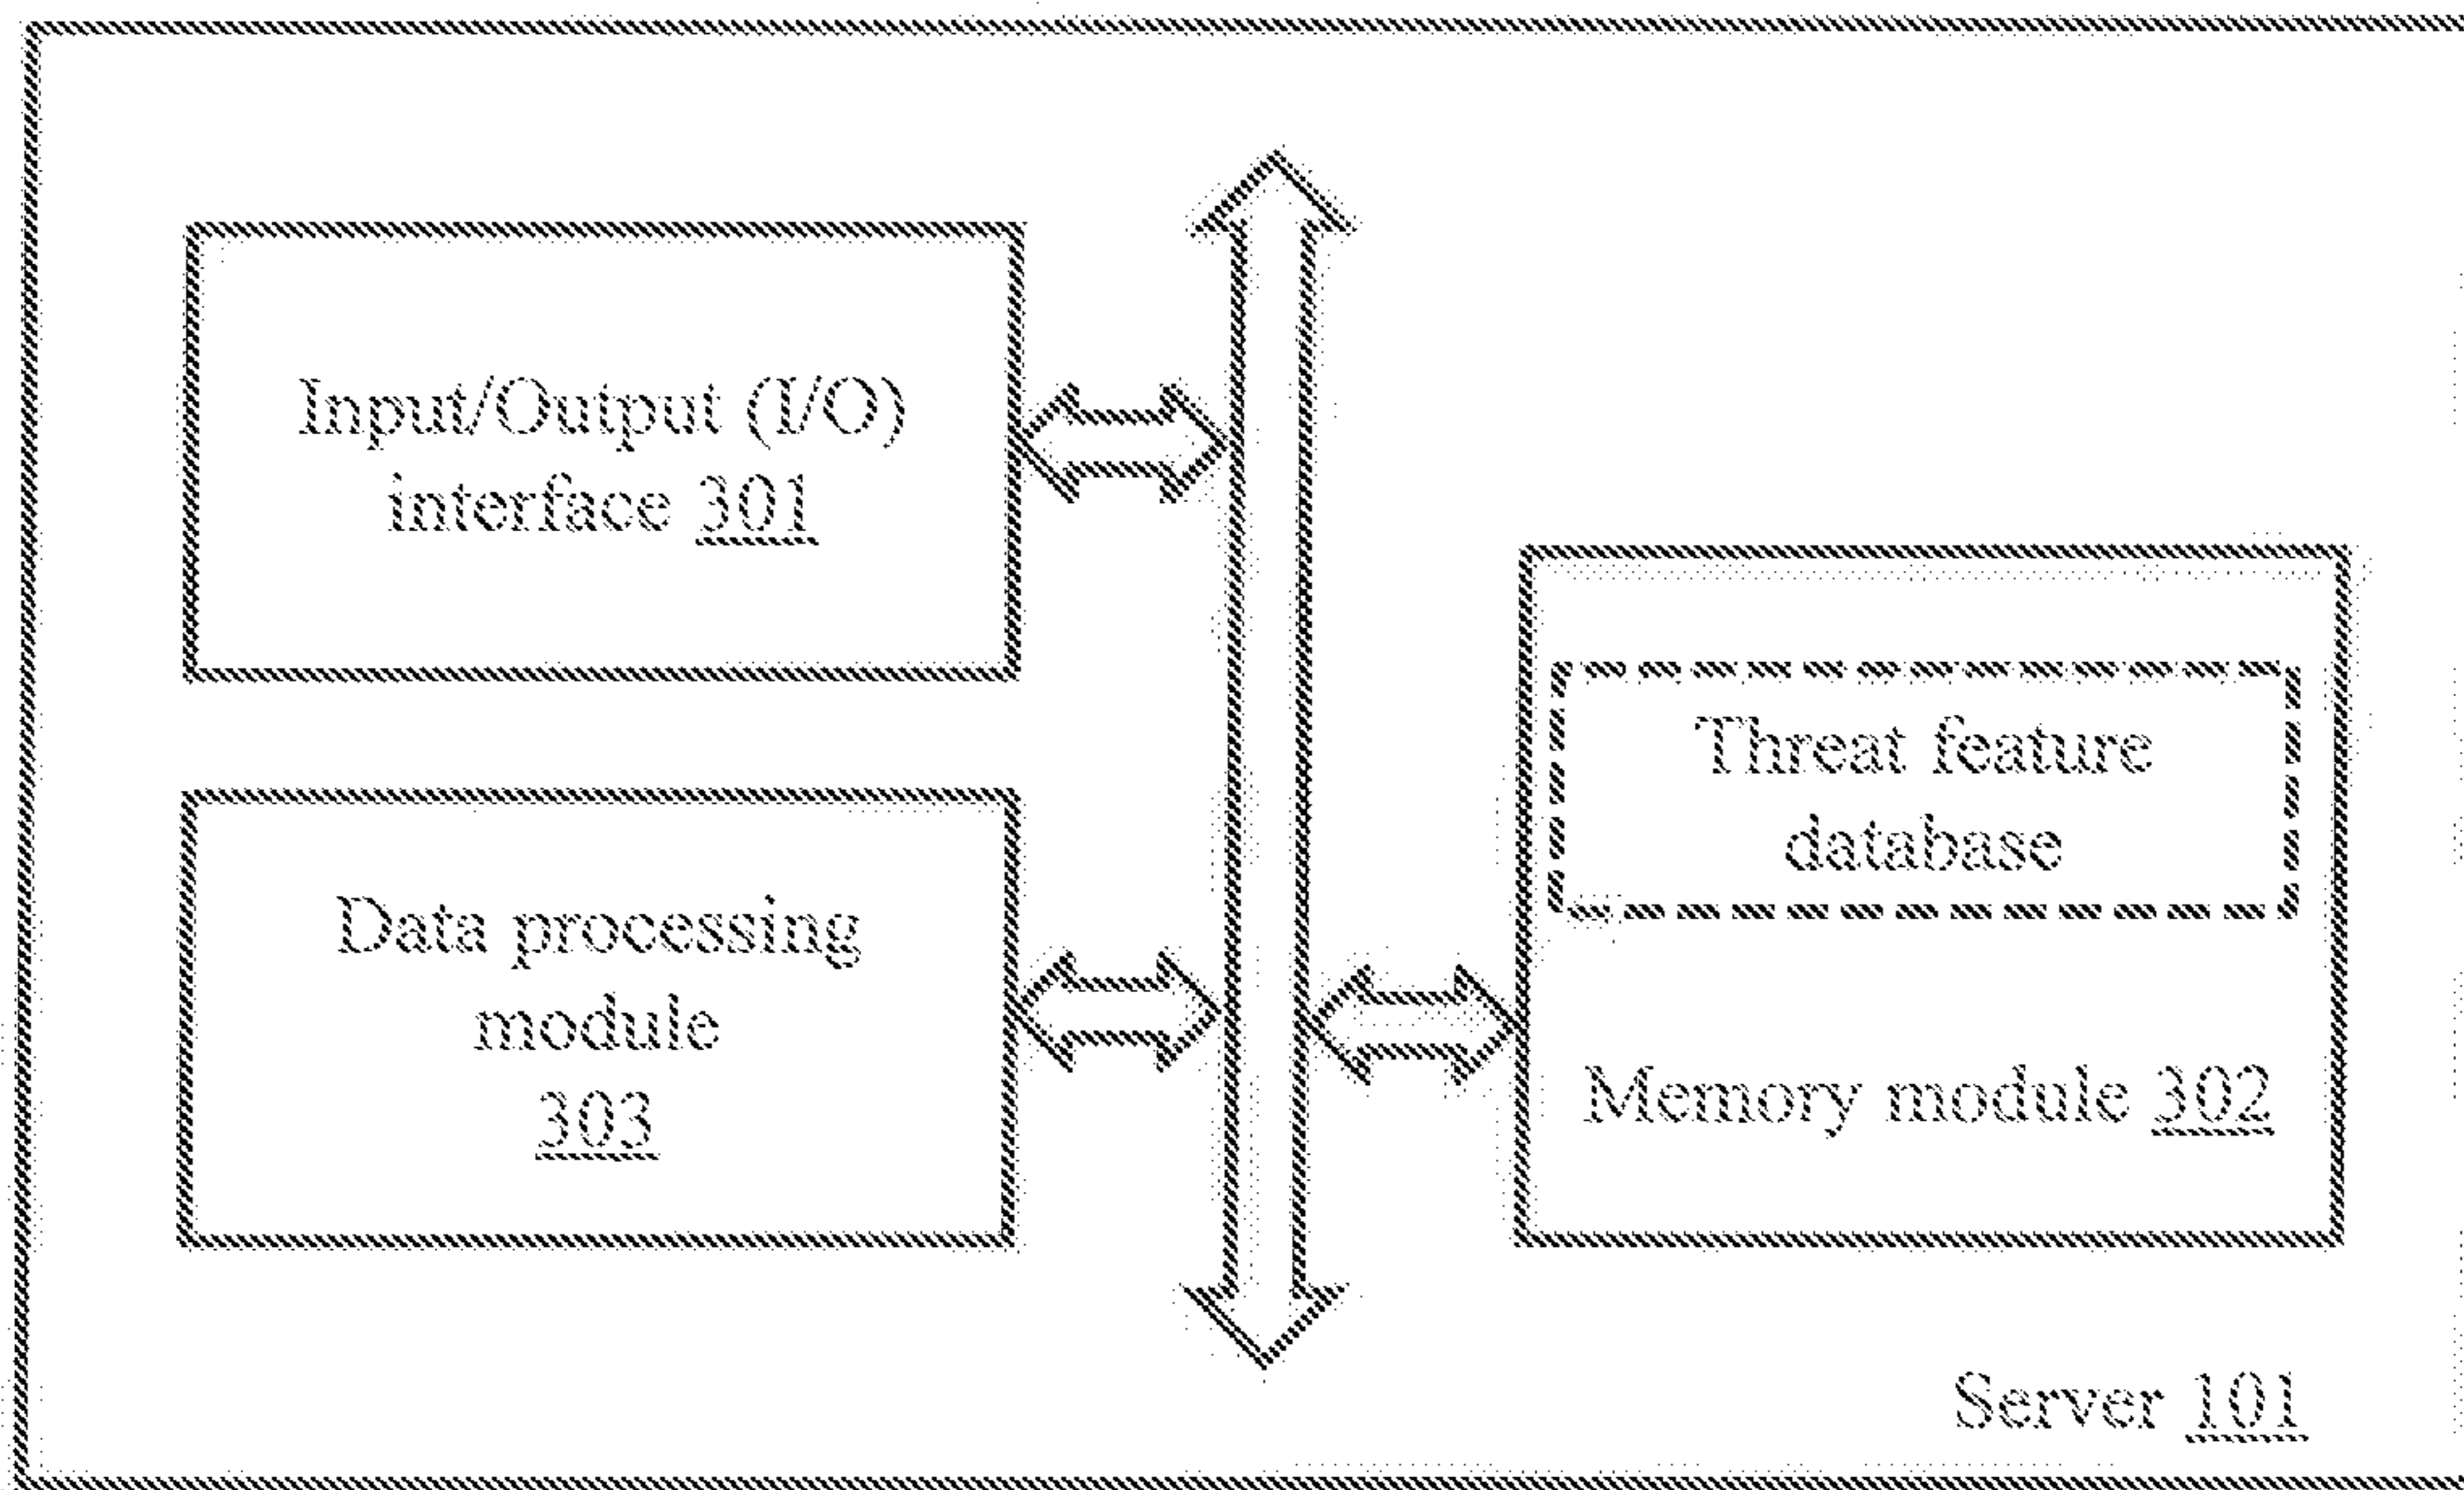 Input/Output (I/O)
interface 301
Data processing
module
303
Threat feature
database
Memory module 302
Server 101